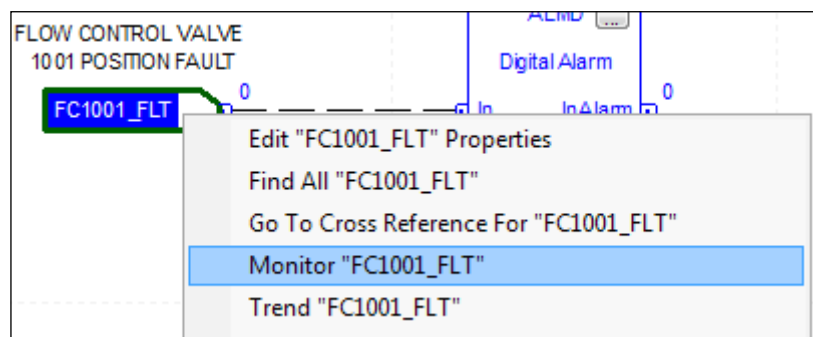 ALMD ...
FLOW CONTROL VALVE
1001 POSITION FAULT
Digital Alarm
0
0
FC1001_FLT
In
InAlarm
Edit "FC1001_FLT" Properties
Find All "FC1001_FLT"
Go To Cross Reference For "FC1001_FLT"
Monitor "FC1001_FLT"
Trend "FC1001_FLT"